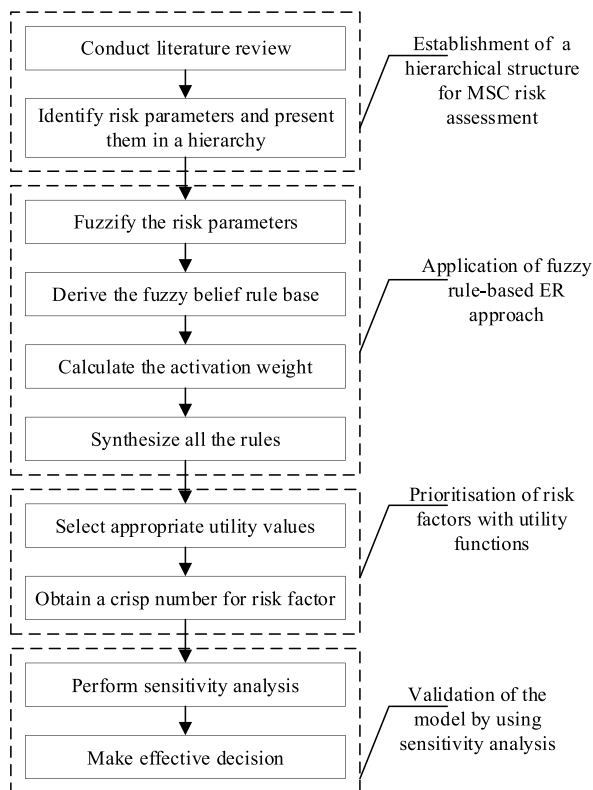 Conduct literature review
Identify risk parameters and present
them in a hierarchy
Establishment of a
hierarchical structure
for MSC risk
assessment
Fuzzify the risk parameters
Derive the fuzzy belief rule base
Calculate the activation weight
Synthesize all the rules
Application of fuzzy
rule-based ER
approach
Select appropriate utility values
Obtain a crisp number for risk factor
Prioritisation of risk
factors with utility
functions
Perform sensitivity analysis
Make effective decision
Validation of the
model by using
sensitivity analysis